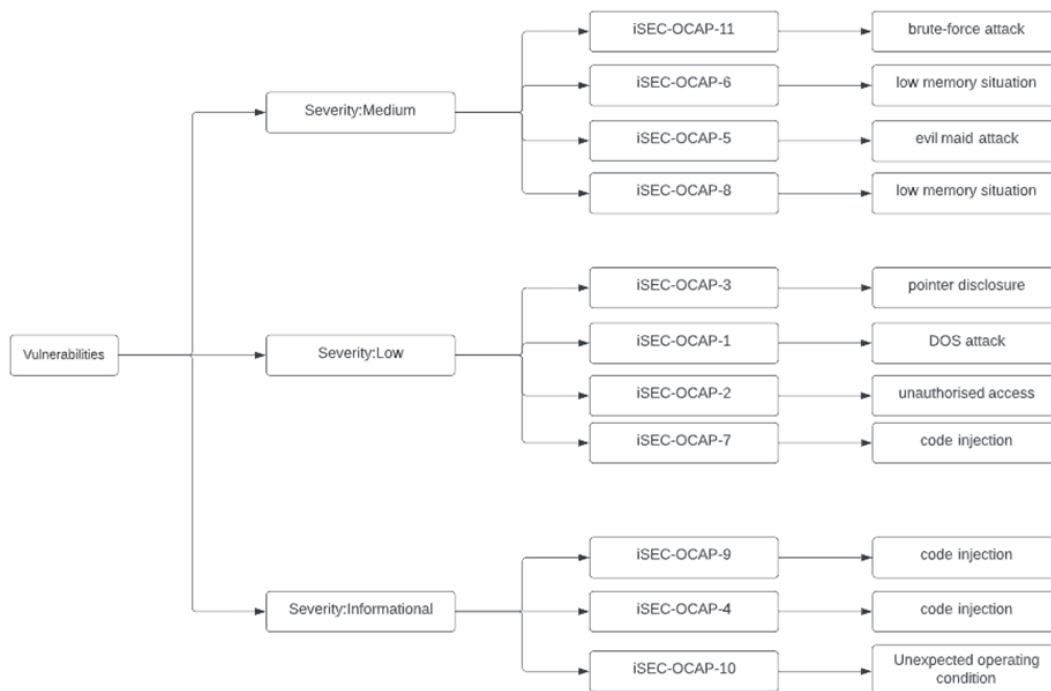 Vulnerabilities
Severity:Medium
iSEC-OCAP-11
brute-force attack
iSEC-OCAP-6
low memory situation
iSEC-OCAP-5
evil maid attack
iSEC-OCAP-8
low memory situation
Severity:Low
iSEC-OCAP-3
pointer disclosure
iSEC-OCAP-1
DOS attack
iSEC-OCAP-2
unauthorised access
iSEC-OCAP-7
code injection
Severity:Informational
iSEC-OCAP-9
code injection
iSEC-OCAP-4
code injection
iSEC-OCAP-10
Unexpected operating
condition